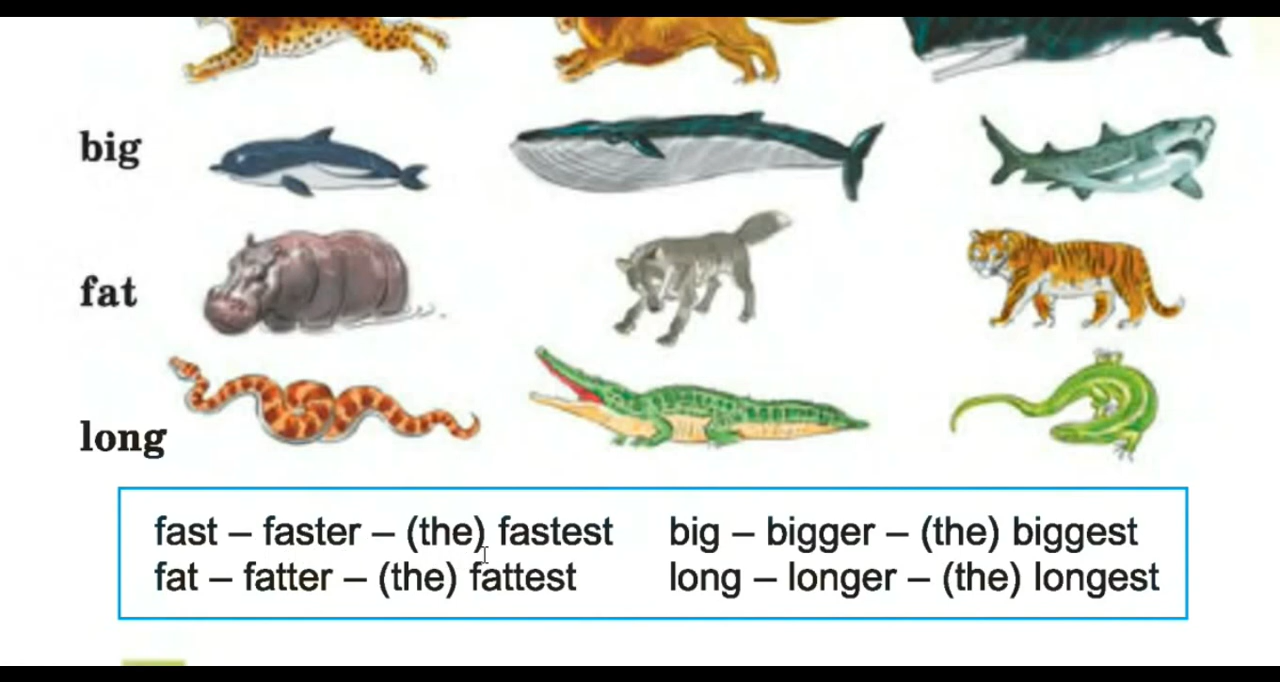 big
fat
long
fast – faster – (the) fastest
big – bigger – (the) biggest
fat – fatter – (the) fattest
long – longer – (the) longest